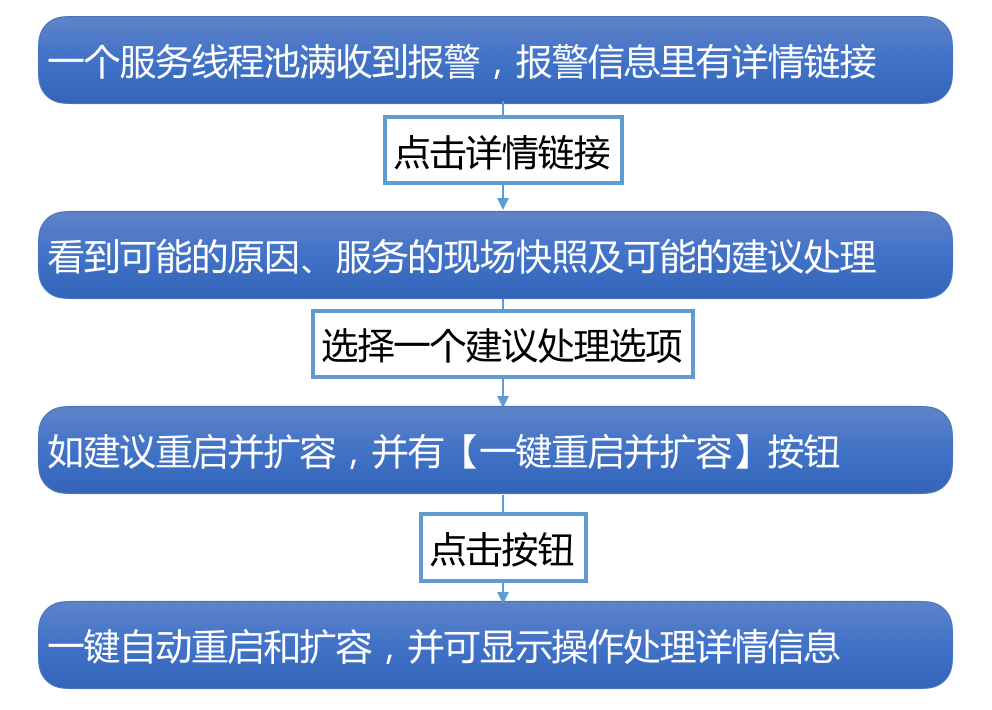 一个服务线程池满收到报警，报警信息里有详情链接
点击详情链接
看到可能的原因、服务的现场快照及可能的建议处理
选择一个建议处理选项
如建议重启并扩容，并有【一键重启并扩容】按钮
点击按钮
一键自动重启和扩容，并可显示操作处理详情信息